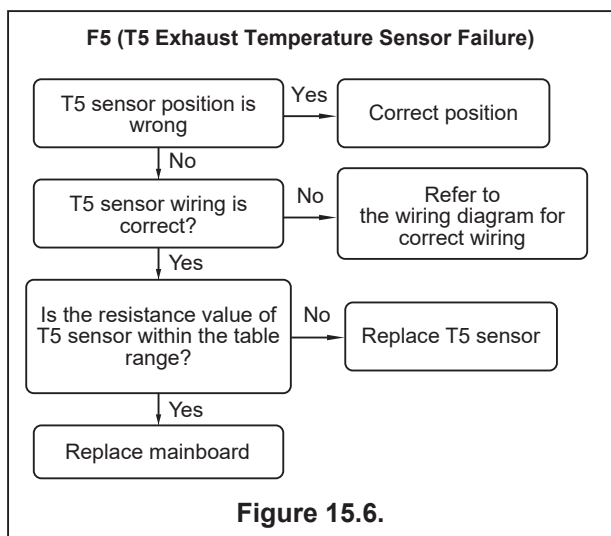 F5 (T5 Exhaust Temperature Sensor Failure)
T5 sensor position is
wrong
Yes
Correct position
No
T5 sensor wiring is
correct?
No
Refer to
the wiring diagram for
correct wiring
Yes
Is the resistance value of
T5 sensor within the table
range?
No
Replace T5 sensor
Yes
Replace mainboard
Figure 15.6.